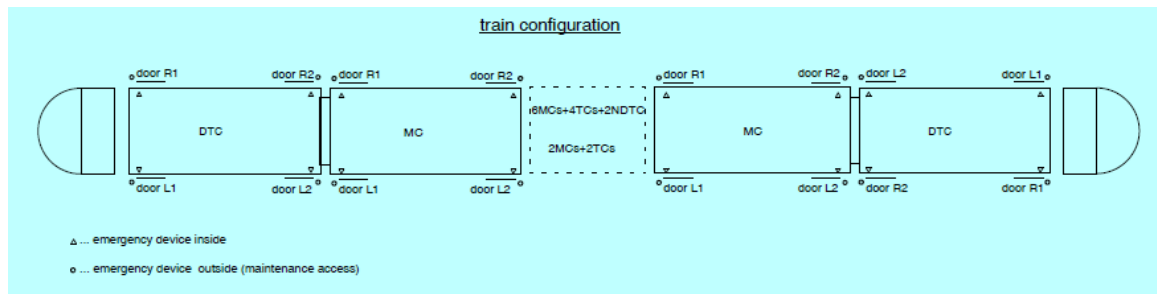 train configuration
door R1 door R2 door R1 door R2 door R1 door R2 door L2 door L1
6MCs+4TCs+2NDTC
DTC MC MC DTC
2MCs+2TCs
door L1 door L2 door L1 door L2 door L1 door L2 door R2 door R1
... emergency device inside
... emergency device outside (maintenance access)